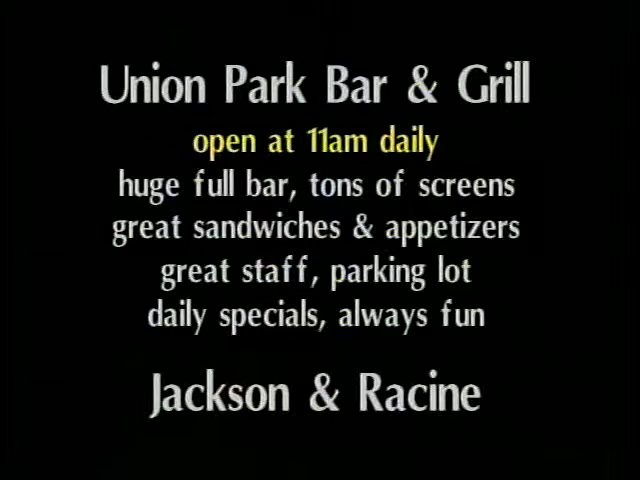 Union Park Bar & Grill
open at 11am daily
huge full bar, tons of screens
great sandwiches & appetizers
great staff, parking lot
daily specials, always fun
Jackson & Racine